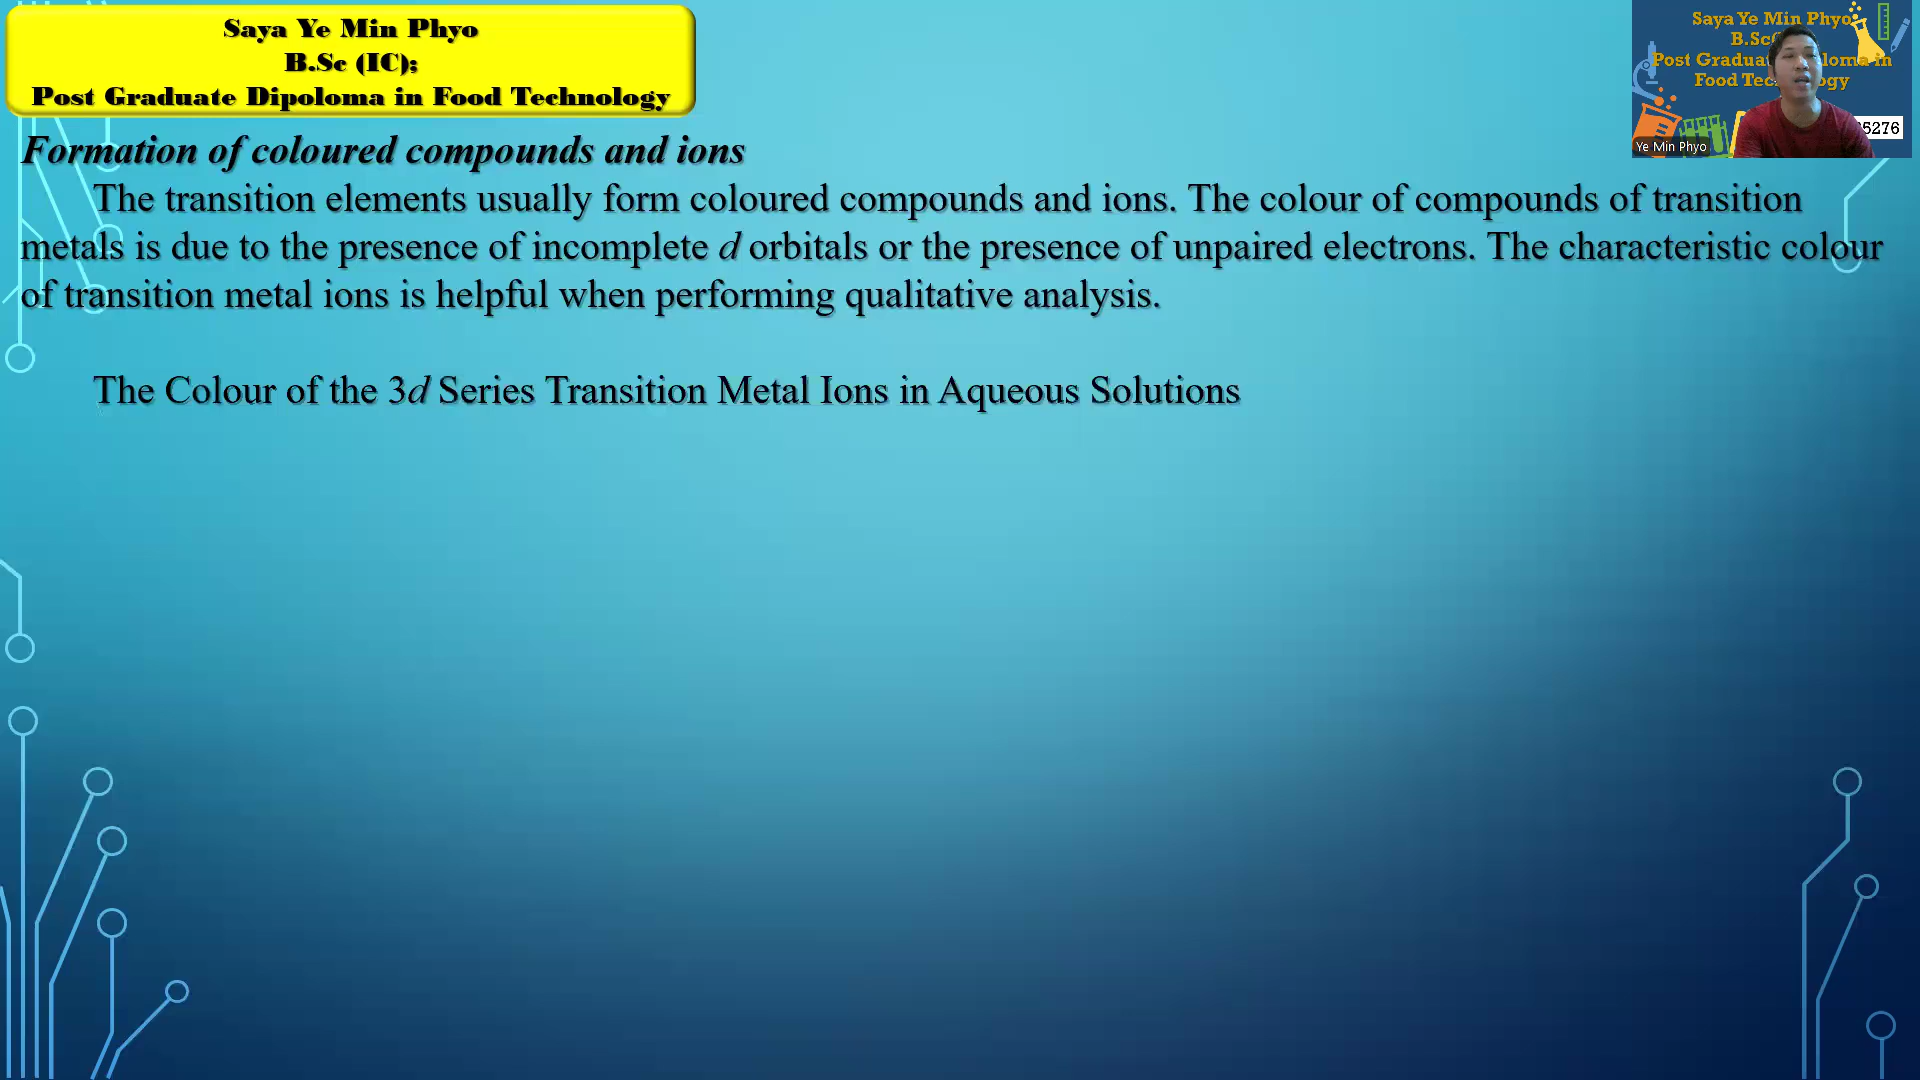 Saya Ye Min Phyo
B.Sc (IC);
Post Graduate Dipoloma in Food Technology
Formation of coloured compounds and ions
The transition elements usually form coloured compounds and ions. The colour of compounds of transition
metals is due to the presence of incomplete d orbitals or the presence of unpaired electrons. The characteristic colour
of transition metal ions is helpful when performing qualitative analysis.
The Colour of the 3d Series Transition Metal Ions in Aqueous Solutions
Saya Ye Min Phyo
B.Sc
Post in
Food
5276
Ye Min Phyo